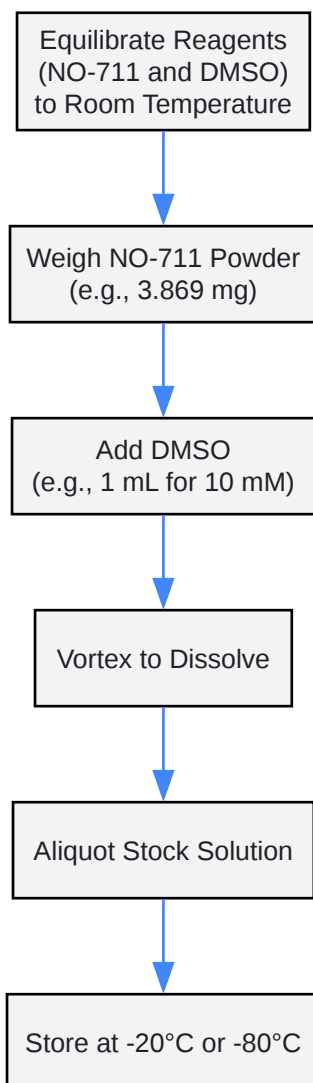 Equilibrate Reagents
(NO-711 and DMSO)
to Room Temperature
Weigh NO-711 Powder
(e.g., 3.869 mg)
Add DMSO
(e.g., 1 mL for 10 mM)
Vortex to Dissolve
Aliquot Stock Solution
Store at -20°C or -80°C